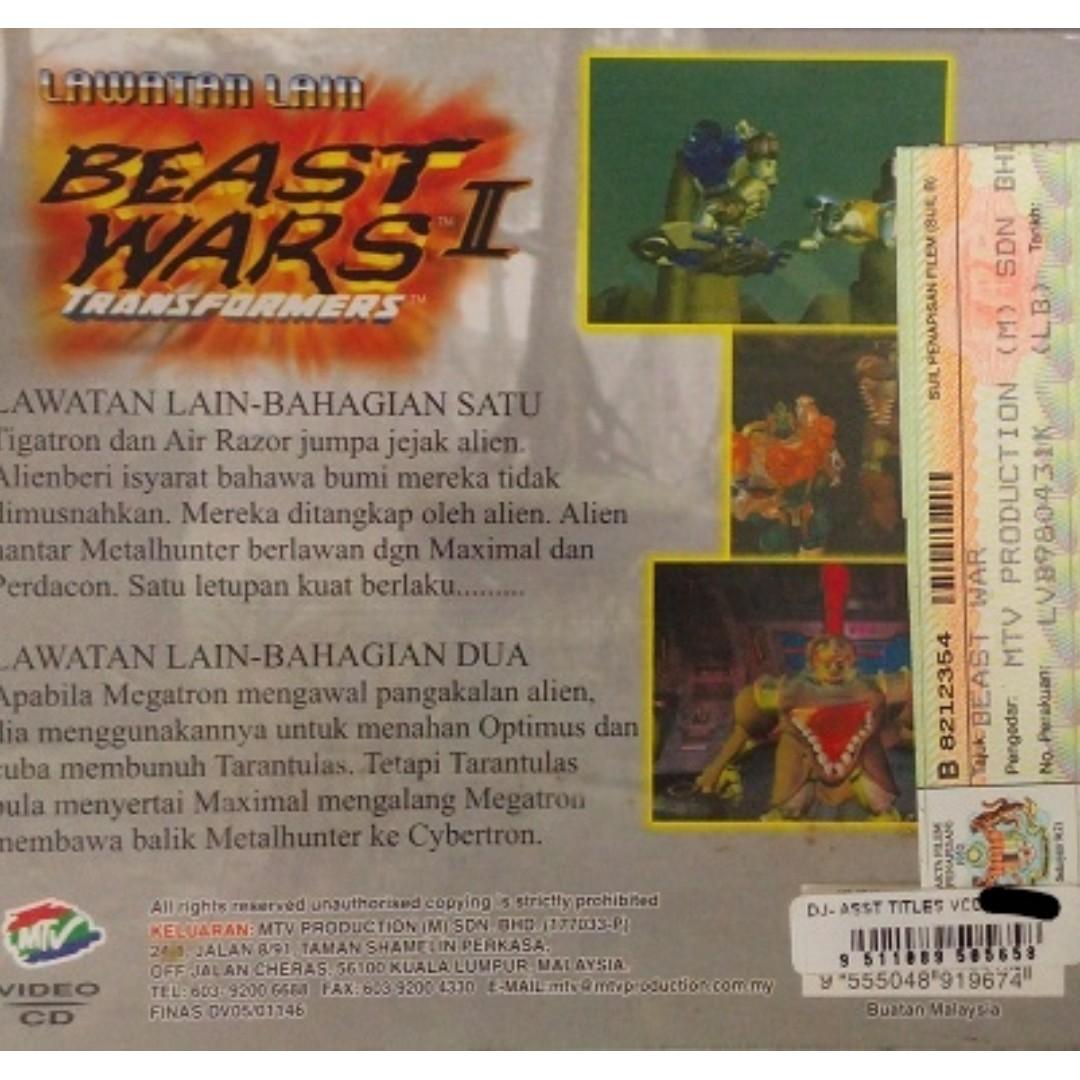 LAWATAN LAIN
BEAST
WARS™ II
TRANSFORMERS™
LAWATAN LAIN-BAHAGIAN SATU
Tigatron dan Air Razor jumpa jejak alien.
Alienberi isyarat bahawa bumi mereka tidak
dimusnahkan. Mereka ditangkap oleh alien. Alien
hantar Metalhunter berlawan dgn Maximal dan
Perdacon. Satu letupan kuat berlaku.........
LAWATAN LAIN-BAHAGIAN DUA
Apabila Megatron mengawal pangakalan alien,
dia menggunakannya untuk menahan Optimus dan
cuba membunuh Tarantulas. Tetapi Tarantulas
pula menyertai Maximal mengalang Megatron
membawa balik Metalhunter ke Cybertron.
MTV
VIDEO
CD
All rights reserved unauthorised copying is strictly prohibited
KELUARAN: MTV PRODUCTION (M) SDN. BHD. (177033-P)
JALAN 8/91, TAMAN SHAMELIN PERKASA,
OFF JALAN CHERAS, 56100 KUALA LUMPUR, MALAYSIA.
TEL: 603- 9200 6688 FAX: 603 9200 4330 E-MAIL:mtv@mtvproduction.com.my
FINAS DV05/01146
SIJIL PENAPISAN FILEM (SUE, B)
B 8212354
Tajuk: BEAST WAR
Pengedar: MTV PRODUCTION (M) SDN BHD
No. Perakuan: LVB980431K (LB) Tarikh:
DJ- ASST TITLES VCD
9 511089 505658
9 "555048"919674"
Buatan Malaysia